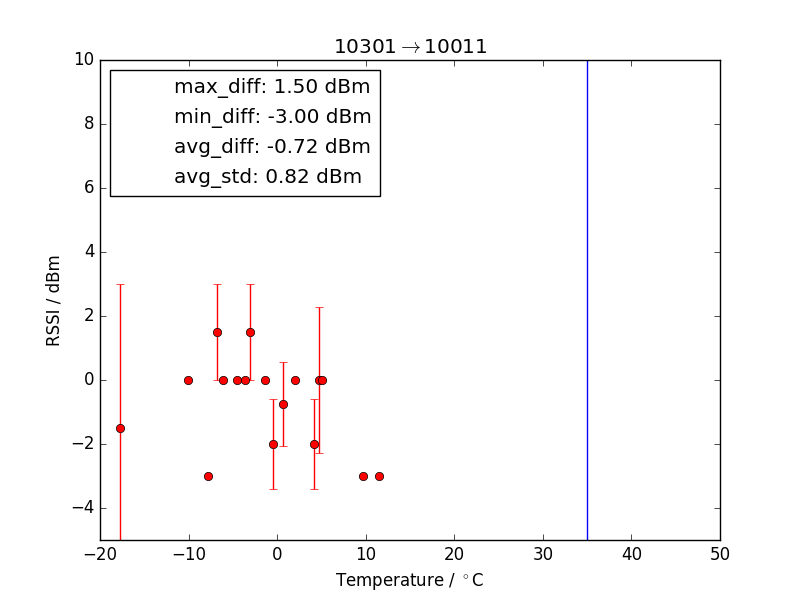 10301→10011
max_diff: 1.50 dBm
min_diff: -3.00 dBm
avg_diff: -0.72 dBm
avg_std: 0.82 dBm
RSSI / dBm
10
8
6
4
2
0
−2
−4
−20 −10 0 10 20 30 40 50
Temperature / °C